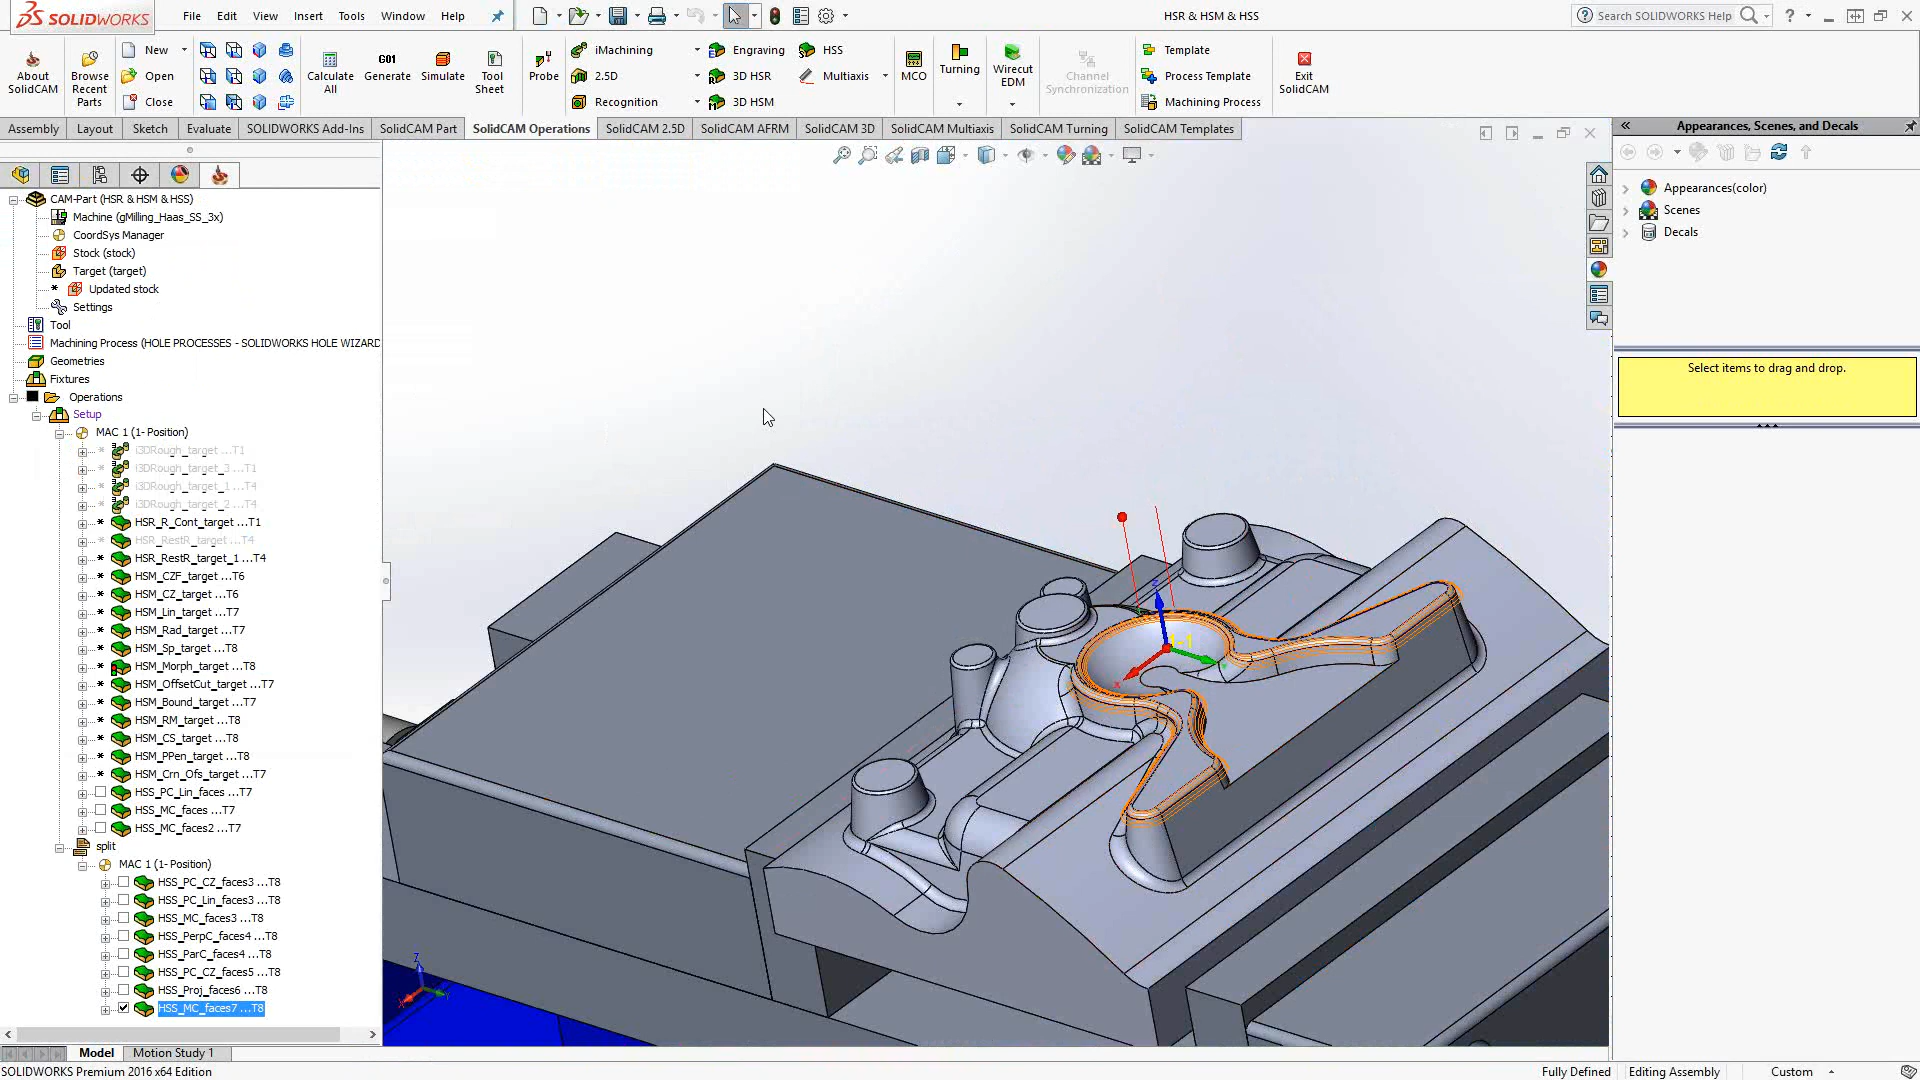 SOLIDWORKS File Edit View Insert Tools Window Help HSR & HSM & HSS Search SOLIDWORKS Help ?
About SolidCAM
Browse Recent Parts
New
Open
Close
Calculate All
G01
Generate
Simulate
Tool Sheet
Probe
iMachining
2.5D
Recognition
Engraving
3D HSR
3D HSM
HSS
Multiaxis
MCO
Turning
Wirecut EDM
Channel Synchronization
Template
Process Template
Machining Process
Exit SolidCAM
Assembly Layout Sketch Evaluate SOLIDWORKS Add-Ins SolidCAM Part SolidCAM Operations SolidCAM 2.5D SolidCAM AFRM SolidCAM 3D SolidCAM Multiaxis SolidCAM Turning SolidCAM Templates
CAM-Part (HSR & HSM & HSS)
Machine (gMilling_Haas_SS_3x)
CoordSys Manager
Stock (stock)
Target (target)
* Updated stock
Settings
Tool
Machining Process (HOLE PROCESSES - SOLIDWORKS HOLE WIZARD
Geometries
Fixtures
Operations
Setup
MAC 1 (1- Position)
* i3DRough_target ...T1
* i3DRough_target_3 ...T1
* i3DRough_target_1 ...T4
* i3DRough_target_2 ...T4
* HSR_R_Cont_target ...T1
* HSR_RestR_target ...T4
* HSR_RestR_target_1 ...T4
* HSM_CZF_target ...T6
* HSM_CZ_target ...T6
* HSM_Lin_target ...T7
* HSM_Rad_target ...T7
* HSM_Sp_target ...T8
* HSM_Morph_target ...T8
* HSM_OffsetCut_target ...T7
* HSM_Bound_target ...T7
* HSM_RM_target ...T8
* HSM_CS_target ...T8
* HSM_PPen_target ...T8
* HSM_Crn_Ofs_target ...T7
HSS_PC_Lin_faces ...T7
HSS_MC_faces ...T7
HSS_MC_faces2 ...T7
split
MAC 1 (1- Position)
HSS_PC_CZ_faces3 ...T8
HSS_PC_Lin_faces3 ...T8
HSS_MC_faces3 ...T8
HSS_PerpC_faces4 ...T8
HSS_ParC_faces4 ...T8
HSS_PC_CZ_faces5 ...T8
HSS_Proj_faces6 ...T8
HSS_MC_faces7 ...T8
Z
1-1
X
Y
Z
X
Y
Appearances, Scenes, and Decals
Appearances(color)
Scenes
Decals
Select items to drag and drop.
Model Motion Study 1
SOLIDWORKS Premium 2016 x64 Edition Fully Defined Editing Assembly Custom